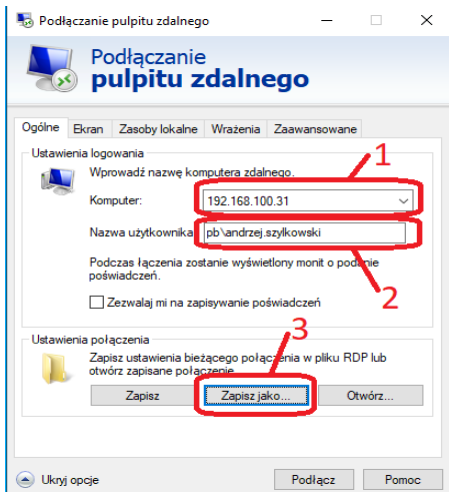 Podłączanie pulpitu zdalnego
Podłączanie
pulpitu zdalnego
Ogólne Ekran Zasoby lokalne Wrażenia Zaawansowane
Ustawienia logowania
1
Wprowadź nazwę komputera zdalnego.
Komputer: 192.168.100.31
Nazwa użytkownika: pb\andrzej.szylkowski
Podczas łączenia zostanie wyświetlony monit o podanie
poświadczeń.
2
Zezwalaj mi na zapisywanie poświadczeń
3
Ustawienia połączenia
Zapisz ustawienia bieżącego połączenia w pliku RDP lub
otwórz zapisane połączenie.
Zapisz Zapisz jako... Otwórz...
Ukryj opcje Podłącz Pomoc